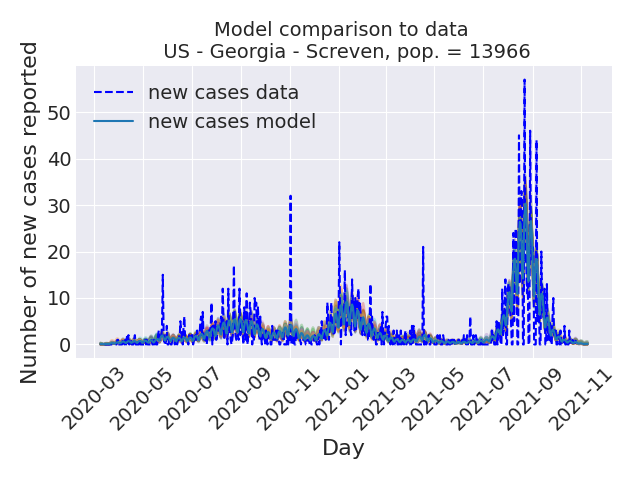 Model comparison to data
US - Georgia - Screven, pop. = 13966
Number of new cases reported
new cases data
new cases model
50
40
30
20
10
0
2020-03
2020-05
2020-07
2020-09
2020-11
2021-01
2021-03
2021-05
2021-07
2021-09
2021-11
Day